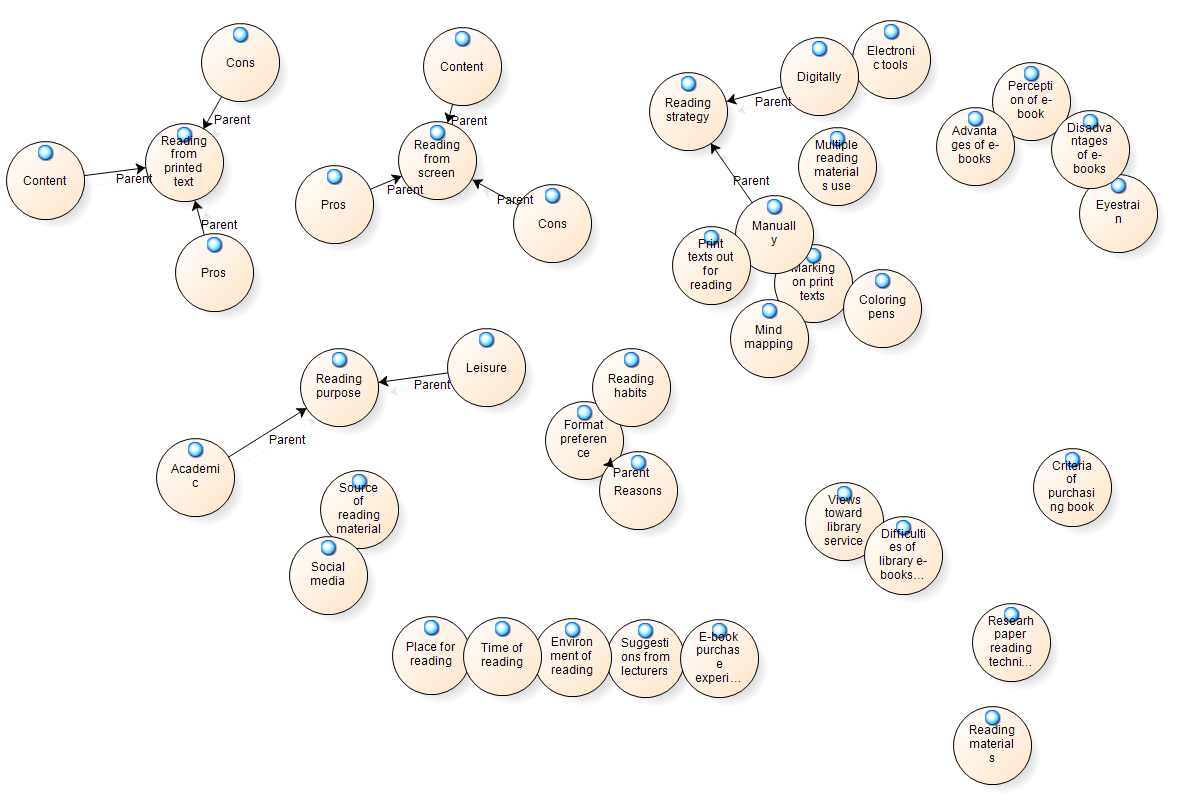 Cons
Parent
Reading
from
printed
text
Content
Parent
Parent
Pros
Content
Parent
Reading
from
screen
Pros
Parent
Parent
Cons
Reading
strategy
Parent
Digitally
Electroni
c tools
Multiple
reading
material
s use
Parent
Manuall
y
Print
texts out
for
reading
Marking
on print
texts
Mind
mapping
Coloring
pens
Percepti
on of e-
book
Advanta
ges of e-
books
Disadva
ntages of
e-
books
Eyestrai
n
Reading
purpose
Parent
Leisure
Parent
Academi
c
Source
of
reading
material
Social
media
Reading
habits
Format
preferen
ce
Parent
Reasons
Views
toward
library
service
Difficulti
es of
library e-
books...
Criteria
of
purchasi
ng book
Place for
reading
Time of
reading
Environ
ment of
reading
Suggesti
ons from
lecturers
E-book
purchas
e
experi...
Researh
paper
reading
techni...
Reading
material
s